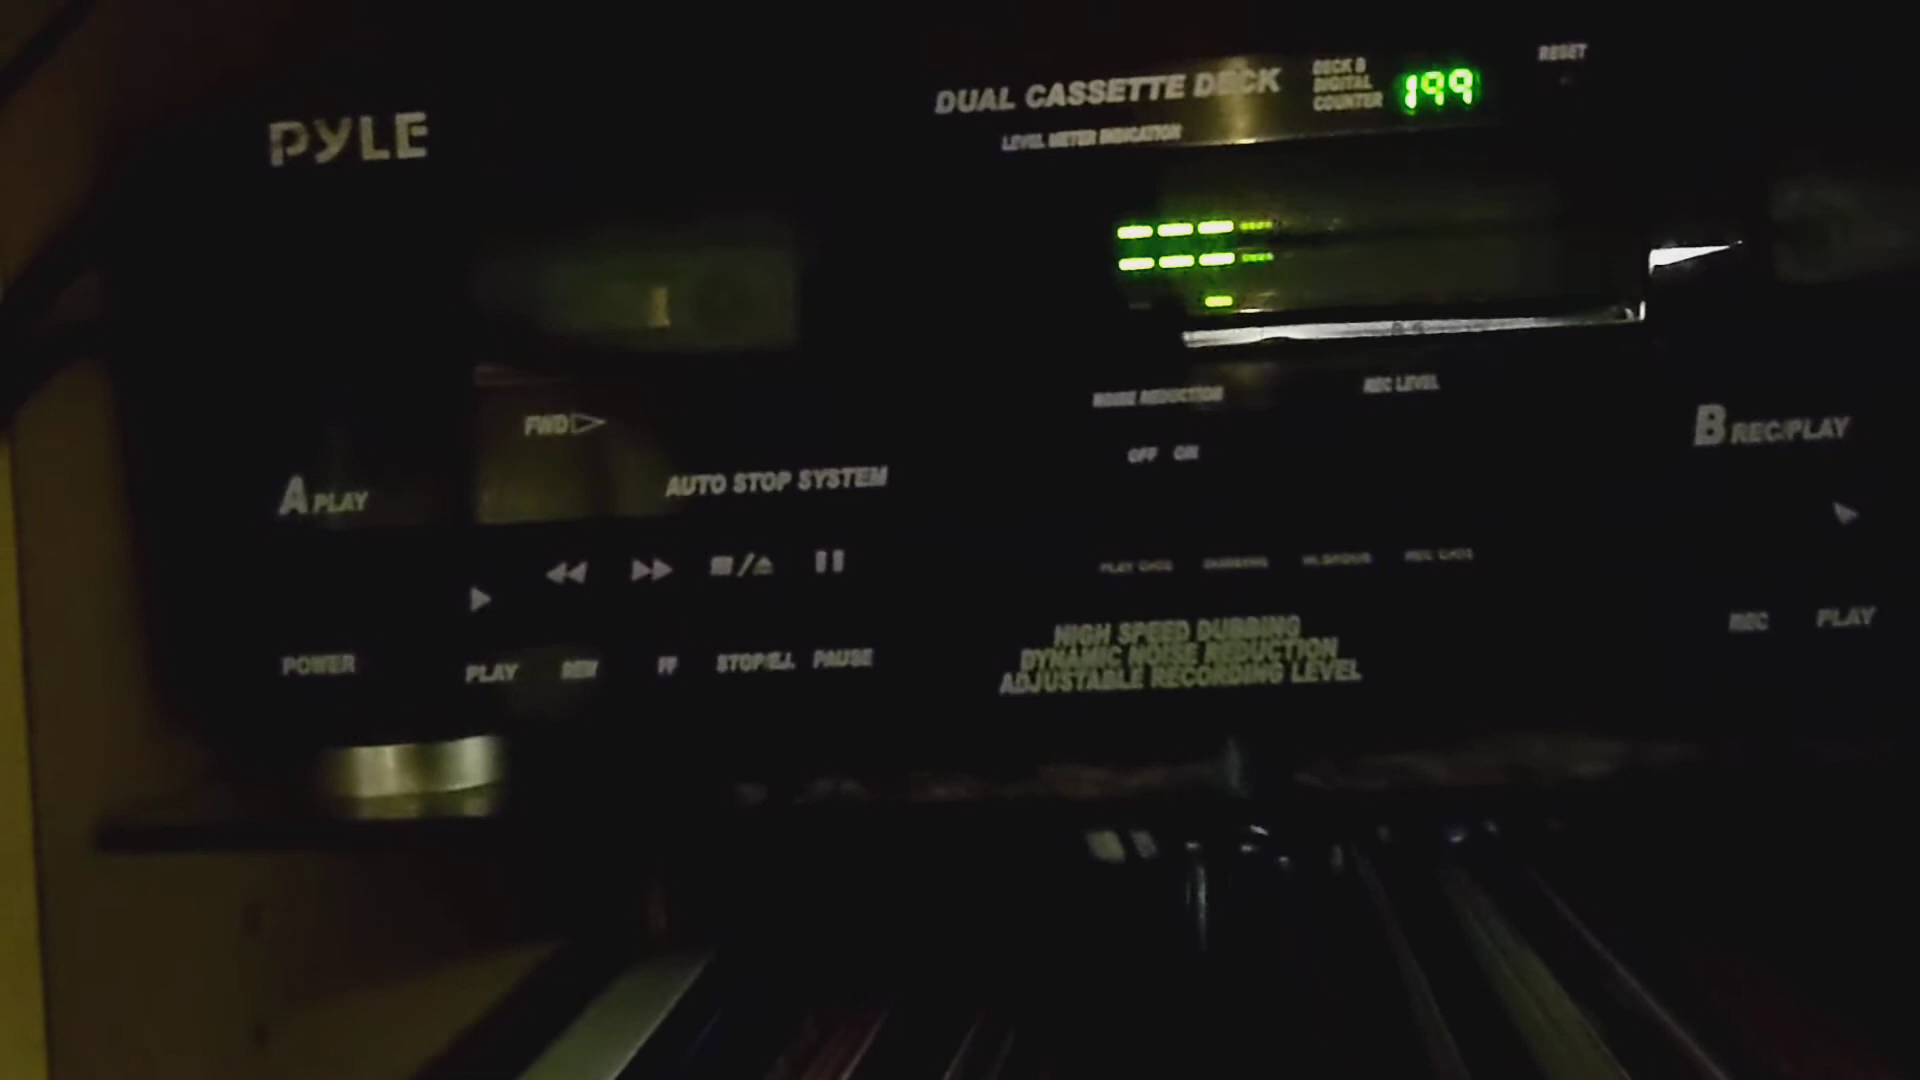 PYLE
DUAL CASSETTE DECK
DECK B
DIGITAL
COUNTER
199
RESET
LEVEL METER INDICATION
NOISE REDUCTION
REC LEVEL
OFF ON
FWD
A PLAY
AUTO STOP SYSTEM
B REC/PLAY
DUBBING
POWER
PLAY
REW
FF
STOP/EJ.
PAUSE
HIGH SPEED DUBBING
DYNAMIC NOISE REDUCTION
ADJUSTABLE RECORDING LEVEL
REC
PLAY